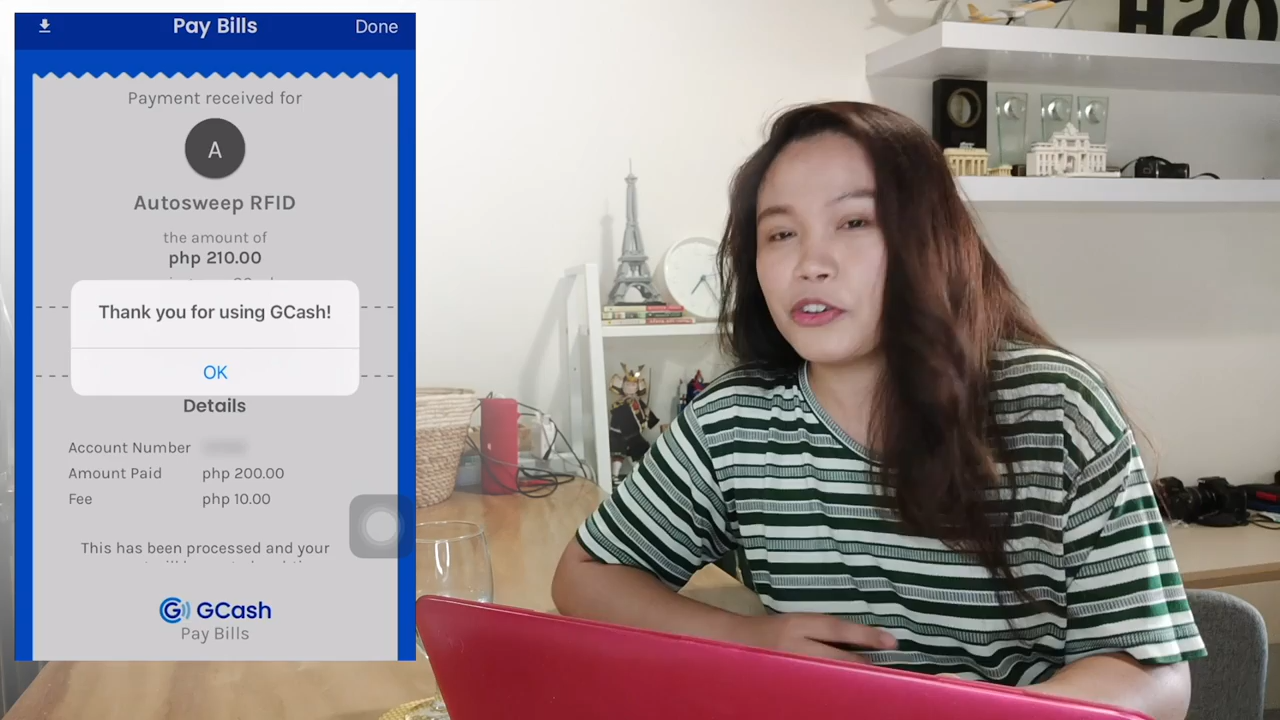 Pay Bills
Done
Payment received for
A
Autosweep RFID
the amount of
php 210.00
Thank you for using GCash!
OK
Details
Account Number
Amount Paid php 200.00
Fee php 10.00
This has been processed and your
GCash
Pay Bills
H2O